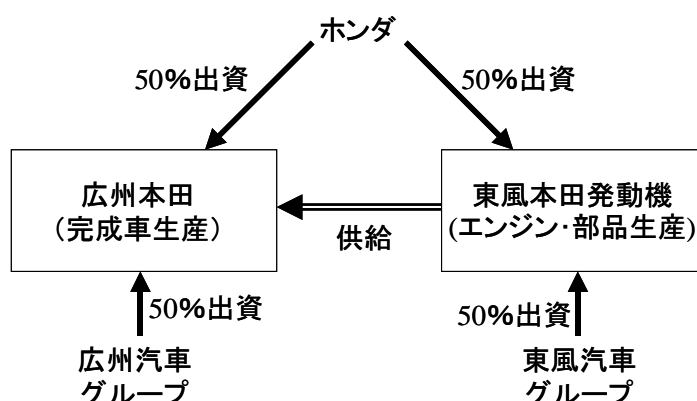 ホンダ
50%出資
50%出資
広州本田
（完成車生産）
東風本田発動機
(エンジン・部品生産)
供給
50%出資
50%出資
広州汽車
グループ
東風汽車
グループ